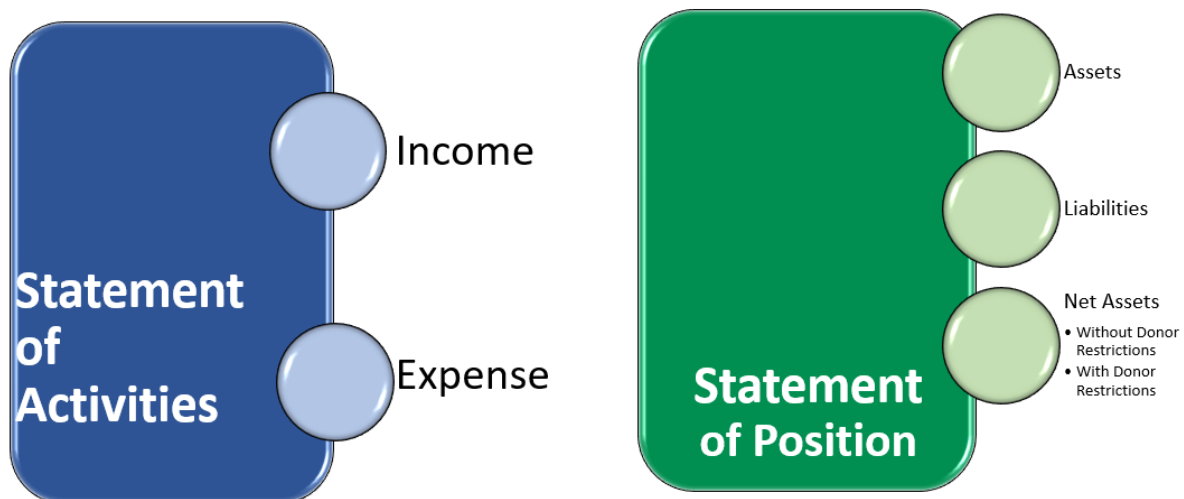 Income
Expense
Statement
of
Activities
Assets
Liabilities
Net Assets
• Without Donor
Restrictions
• With Donor
Restrictions
Statement
of Position